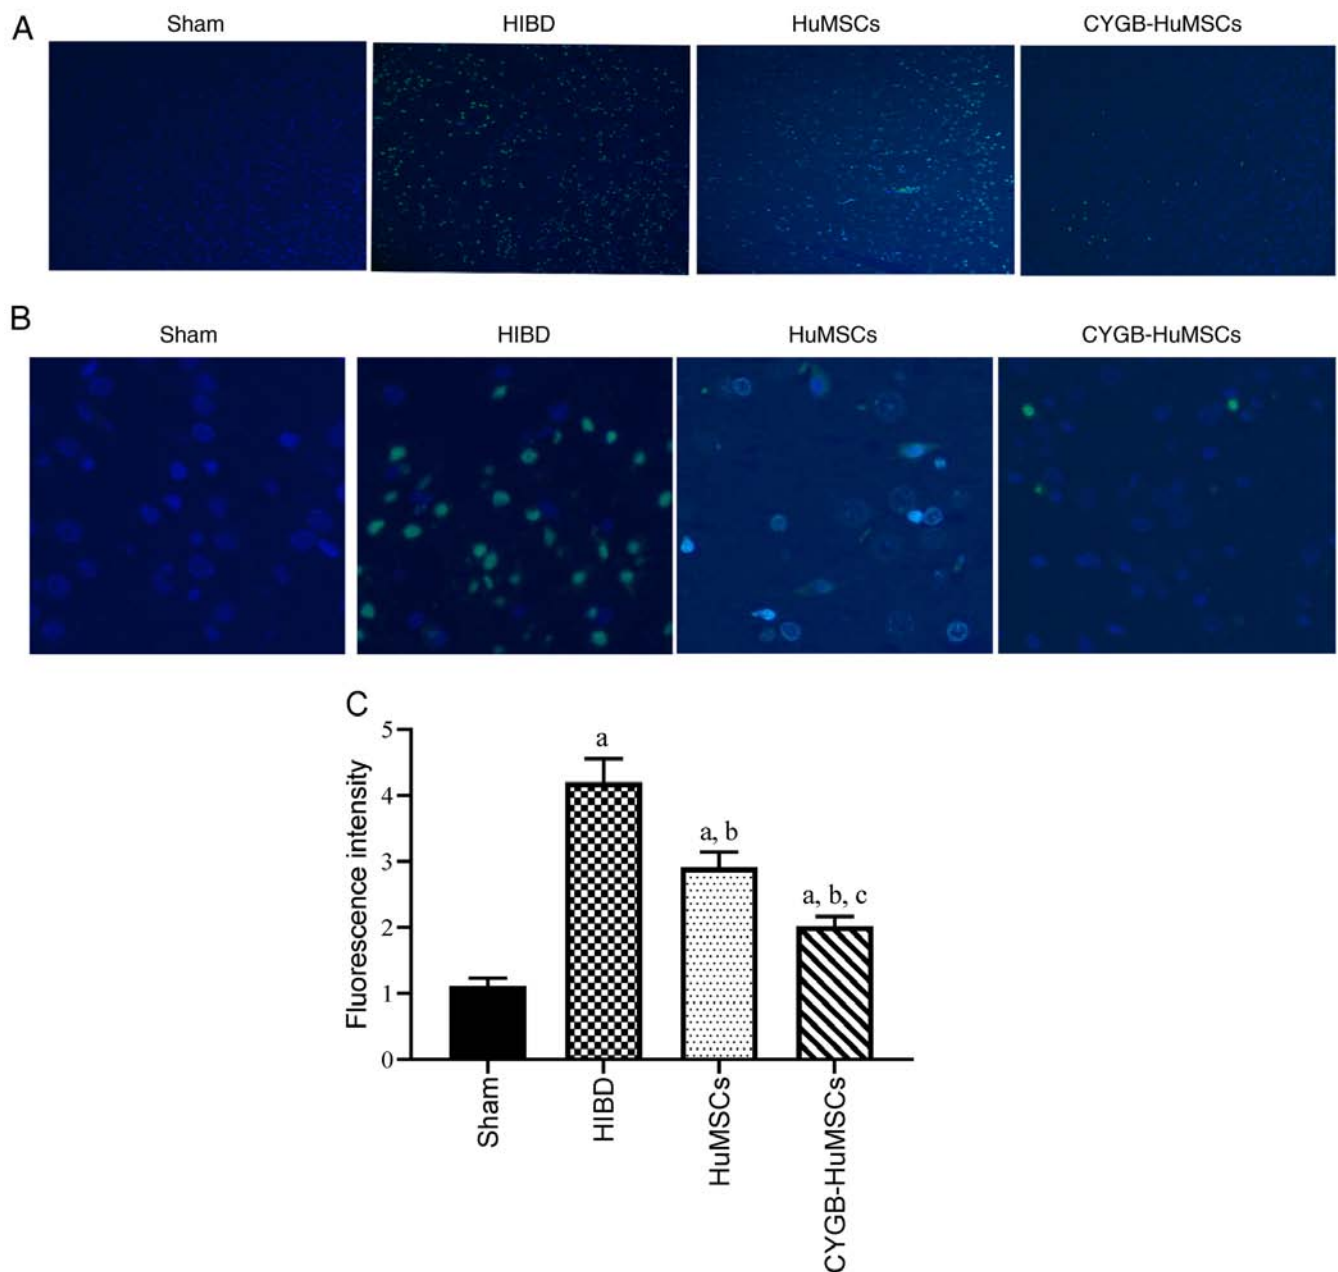 A
Sham HIBD HuMSCs CYGB-HuMSCs
B
Sham HIBD HuMSCs CYGB-HuMSCs
C
Fluorescence intensity
5
4
3
2
1
0
a
a, b
a, b, c
Sham
HIBD
HuMSCs
CYGB-HuMSCs